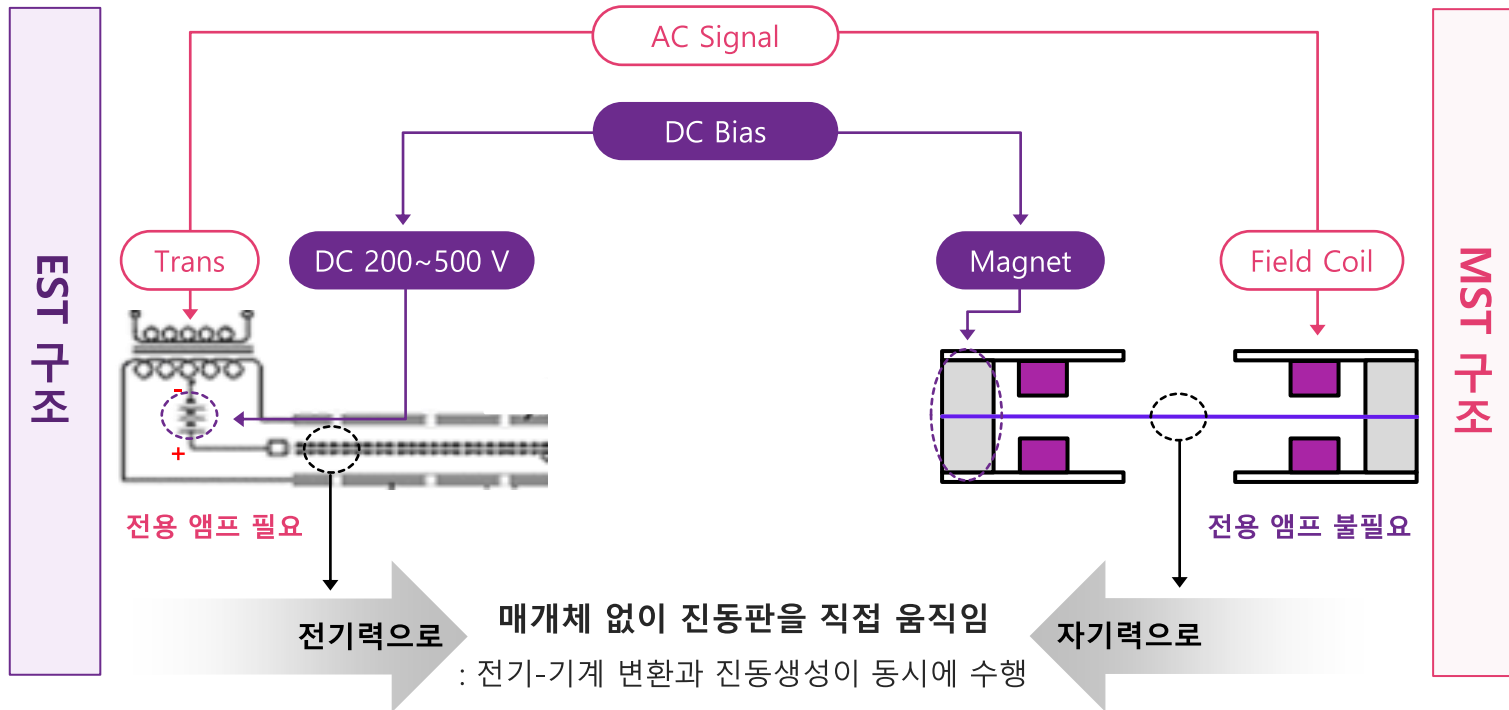 EST 구조
AC Signal
DC Bias
Trans
DC 200~500 V
Magnet
Field Coil
-
+
전용 앰프 필요
전용 앰프 불필요
전기력으로
매개체 없이 진동판을 직접 움직임
: 전기-기계 변환과 진동생성이 동시에 수행
자기력으로
MST 구조